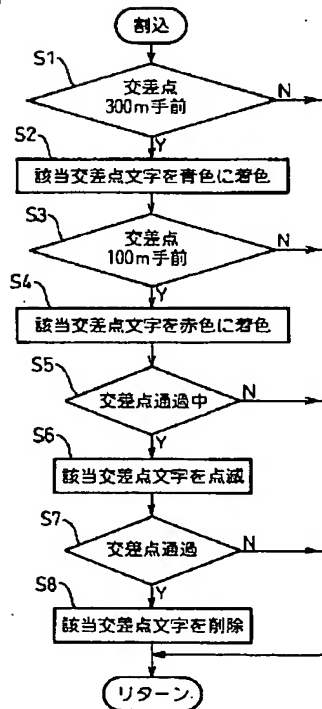 割込
S1
交差点
300m手前
N
Y
S2
該当交差点文字を青色に着色
S3
交差点
100m手前
N
Y
S4
該当交差点文字を赤色に着色
S5
交差点通過中
N
Y
S6
該当交差点文字を点滅
S7
交差点通過
N
Y
S8
該当交差点文字を削除
リターン